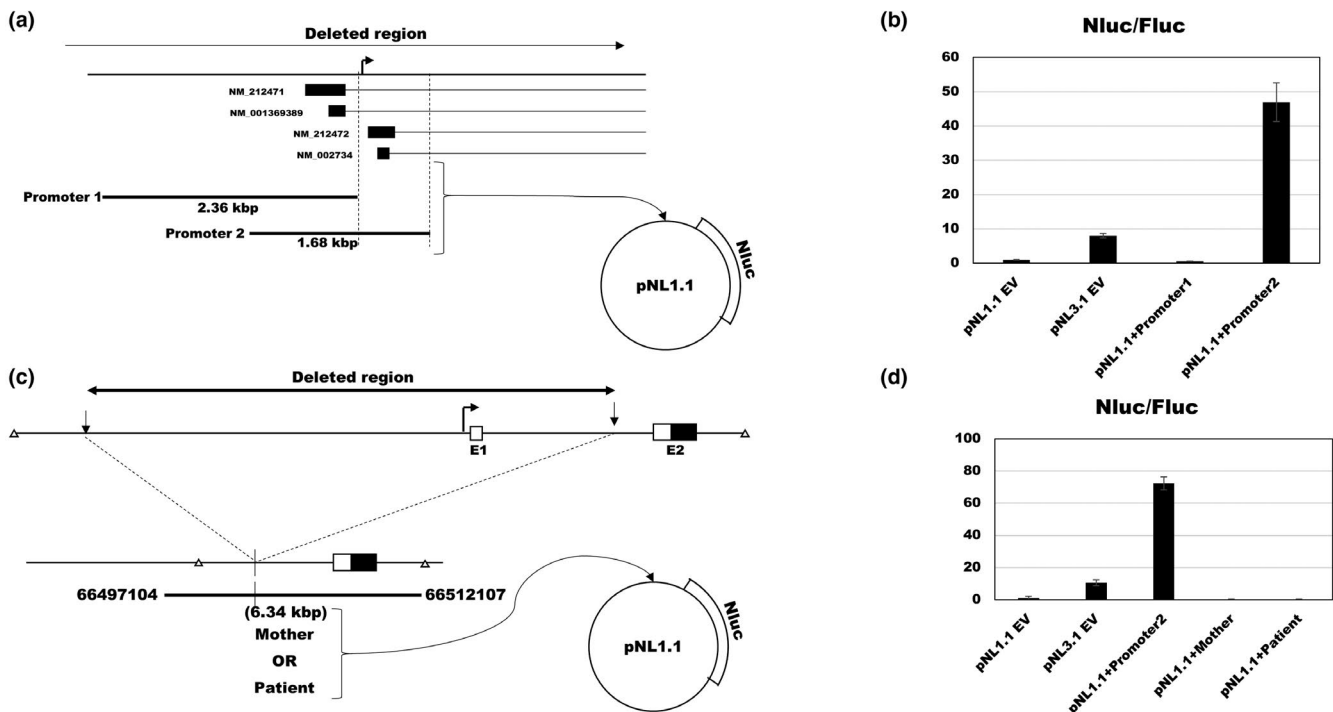 (a)
Deleted region
NM_212471
NM_001369389
NM_212472
NM_002734
Promoter 1
2.36 kbp
Promoter 2
1.68 kbp
pNL1.1
Nluc
(b)
Nluc/Fluc
60
50
40
30
20
10
0
pNL1.1 EV
pNL3.1 EV
pNL1.1+Promoter1
pNL1.1+Promoter2
(c)
Deleted region
E1
E2
66497104
66512107
(6.34 kbp)
Mother
OR
Patient
pNL1.1
Nluc
(d)
Nluc/Fluc
100
80
60
40
20
0
pNL1.1 EV
pNL3.1 EV
pNL1.1+Promoter2
pNL1.1+Mother
pNL1.1+Patient